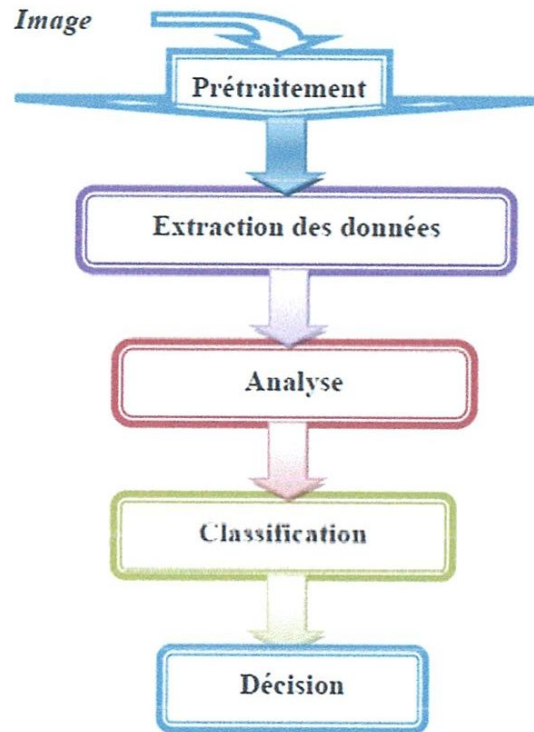 Image
Prétraitement
Extraction des données
Analyse
Classification
Décision